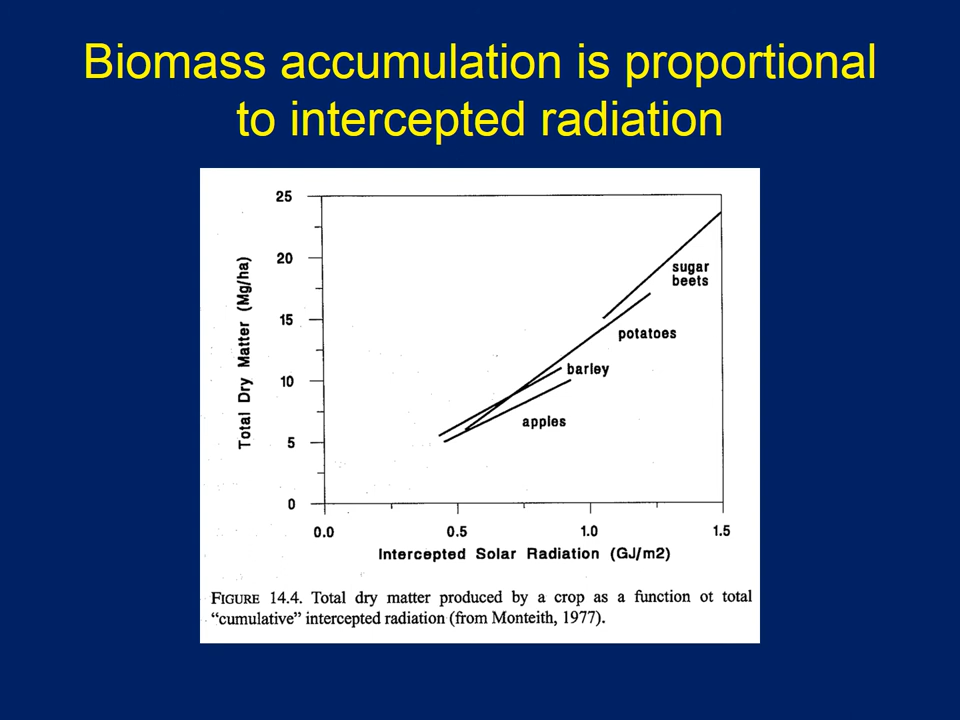 Biomass accumulation is proportional
to intercepted radiation
25
20
15
10
5
0
Total Dry Matter (Mg/ha)
sugar
beets
potatoes
barley
apples
0.0 0.5 1.0 1.5
Intercepted Solar Radiation (GJ/m2)
FIGURE 14.4. Total dry matter produced by a crop as a function ot total
“cumulative” intercepted radiation (from Monteith, 1977).